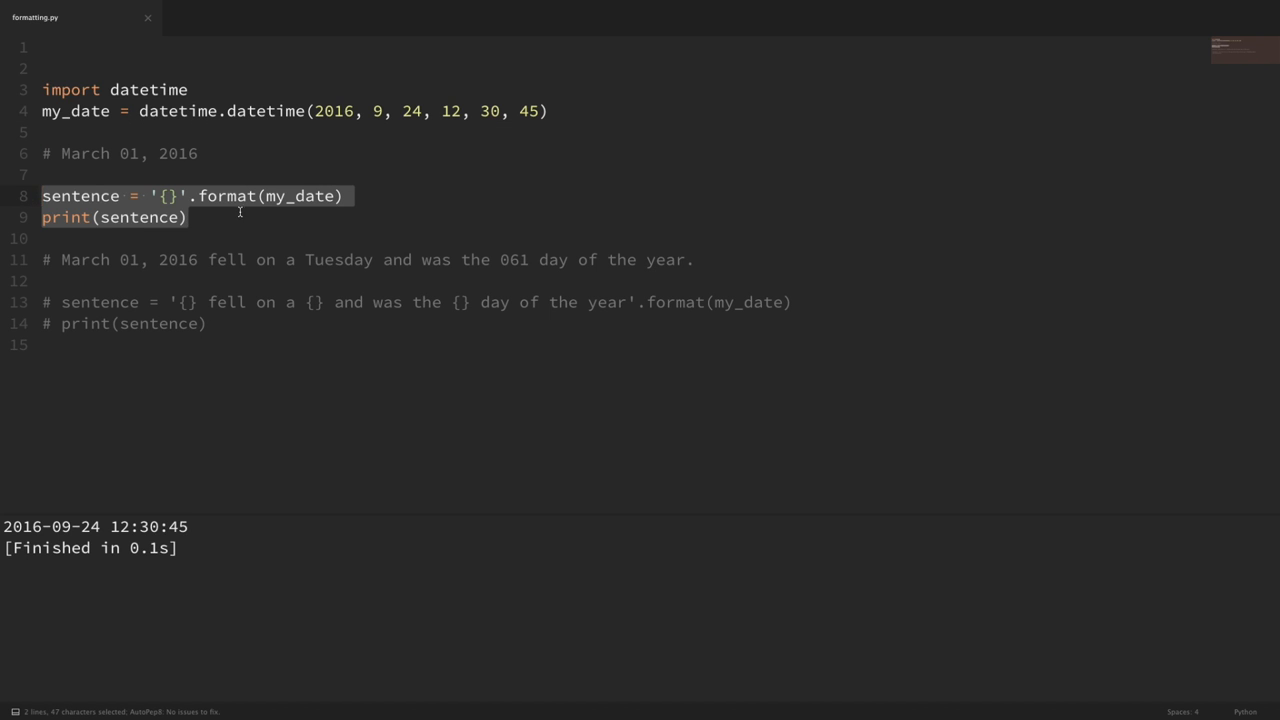 formatting.py ×
1
2
3 import datetime
4 my_date = datetime.datetime(2016, 9, 24, 12, 30, 45)
5
6 # March 01, 2016
7
8 sentence = '{}'.format(my_date)
9 print(sentence)
10
11 # March 01, 2016 fell on a Tuesday and was the 061 day of the year.
12
13 # sentence = '{} fell on a {} and was the {} day of the year'.format(my_date)
14 # print(sentence)
15
2016-09-24 12:30:45
[Finished in 0.1s]
2 lines, 47 characters selected; AutoPep8: No issues to fix. Spaces: 4 Python